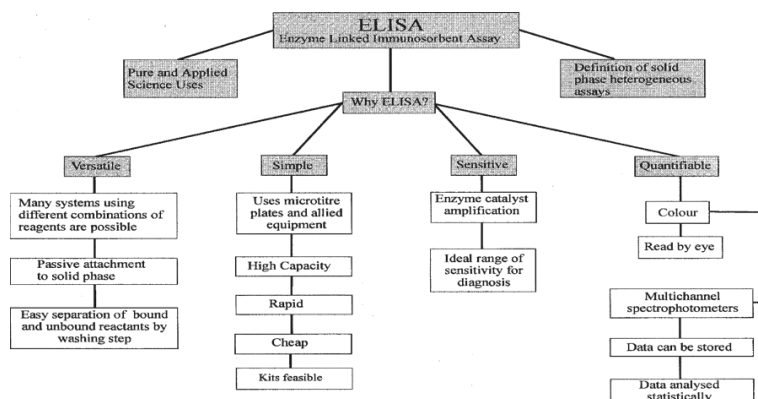 ELISA
Enzyme Linked Immunosorbent Assay
Pure and Applied
Science Uses
Definition of solid
phase heterogeneous
assays
Why ELISA?
Versatile
Simple
Sensitive
Quantifiable
Many systems using
different combinations of
reagents are possible
Passive attachment
to solid phase
Easy separation of bound
and unbound reactants by
washing step
Uses microtitre
plates and allied
equipment
High Capacity
Rapid
Cheap
Kits feasible
Enzyme catalyst
amplification
Ideal range of
sensitivity for
diagnosis
Colour
Read by eye
Multichannel
spectrophotometers
Data can be stored
Data analysed
statistically